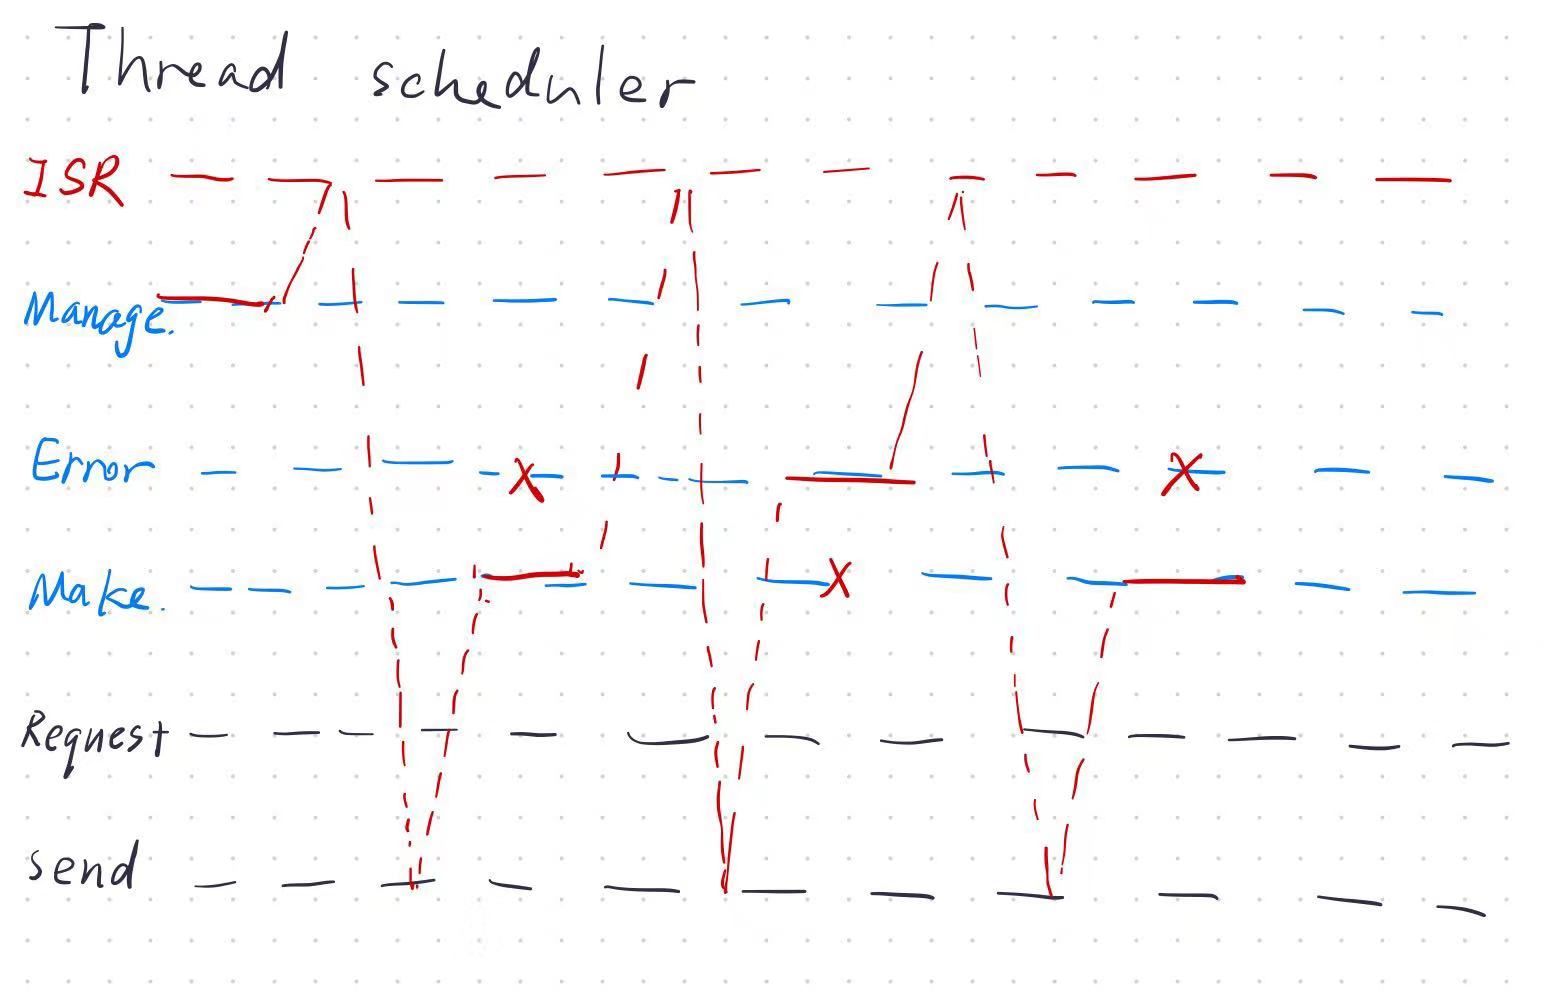 Thread scheduler
ISR
Manage.
Error
Make.
Request
send